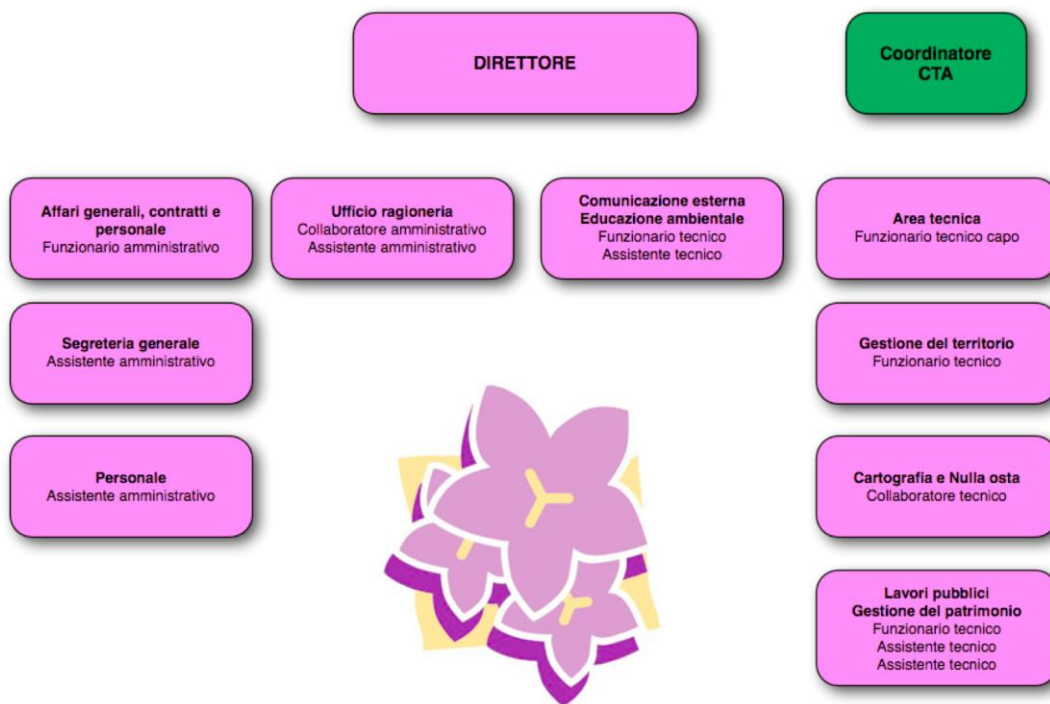 DIRETTORE
Coordinatore
CTA
Affari generali, contratti e
personale
Funzionario amministrativo
Ufficio ragioneria
Collaboratore amministrativo
Assistente amministrativo
Comunicazione esterna
Educazione ambientale
Funzionario tecnico
Assistente tecnico
Area tecnica
Funzionario tecnico capo
Segreteria generale
Assistente amministrativo
Gestione del territorio
Funzionario tecnico
Personale
Assistente amministrativo
Cartografia e Nulla osta
Collaboratore tecnico
Lavori pubblici
Gestione del patrimonio
Funzionario tecnico
Assistente tecnico
Assistente tecnico